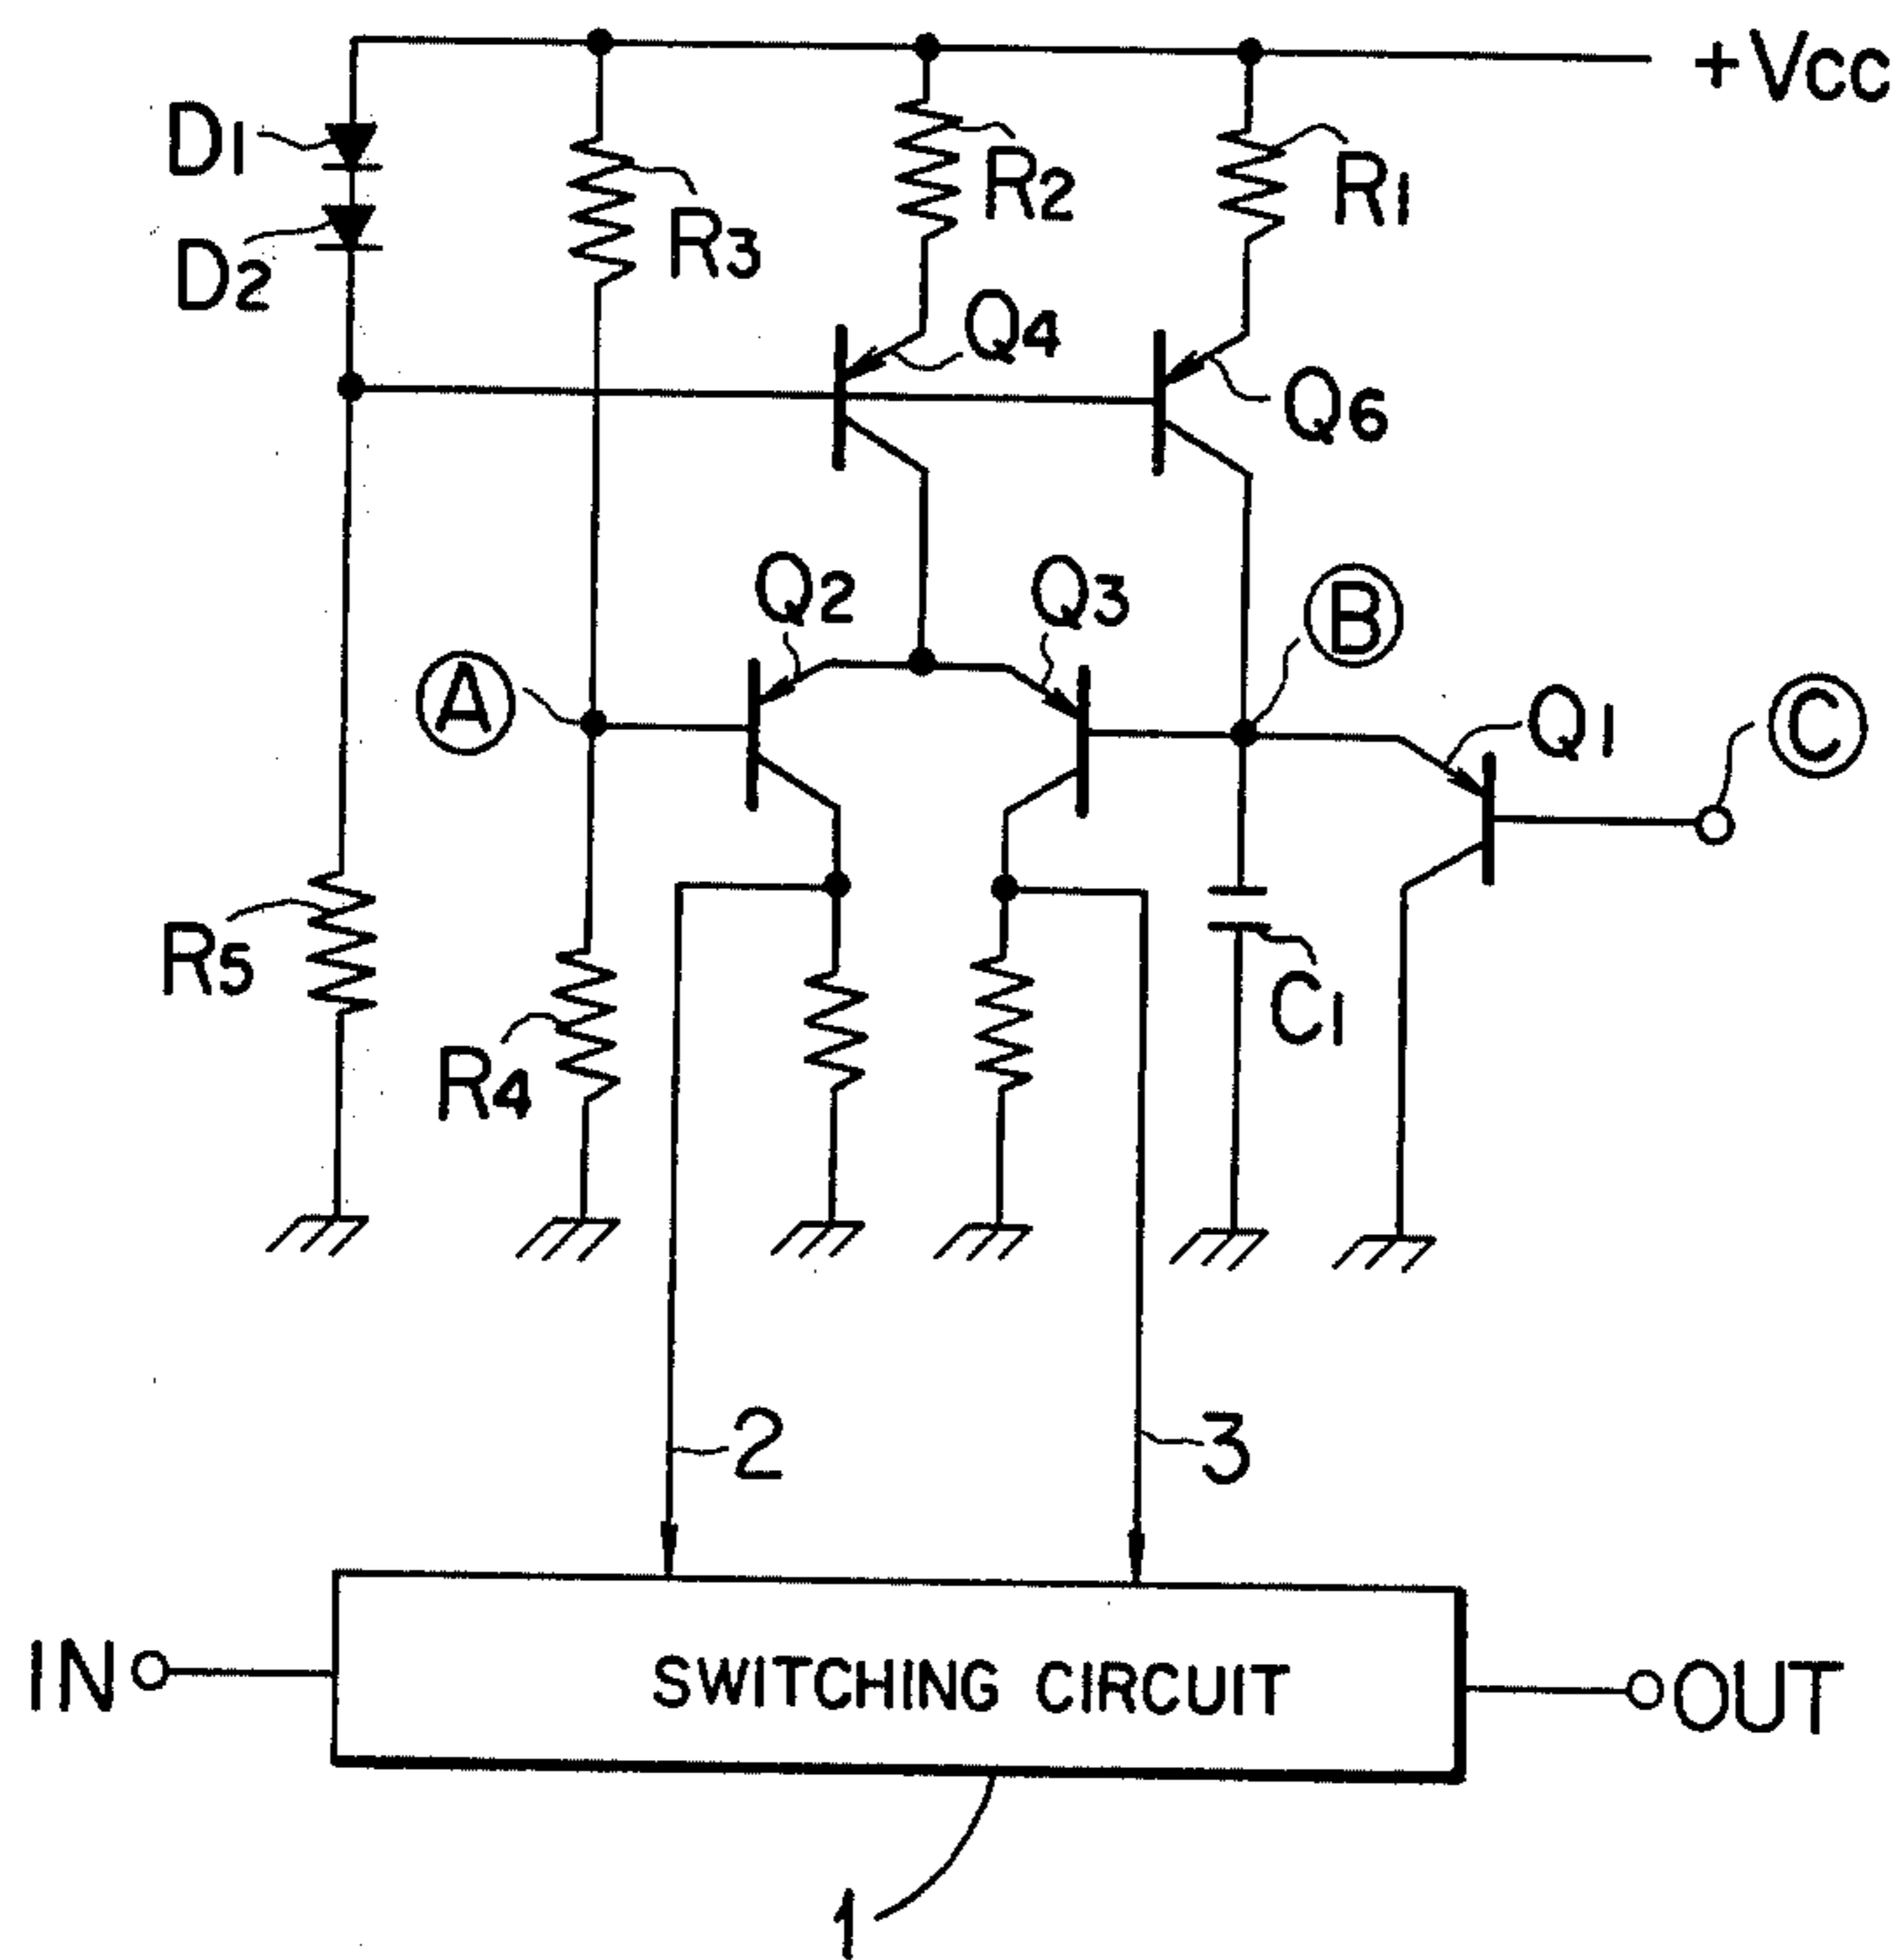 +Vcc
D1
R2
R1
R3
D2
Q4
Q6
Q2
Q3
B
A
Q1
C
R5
C1
R4
2
3
IN
SWITCHING CIRCUIT
OUT
1